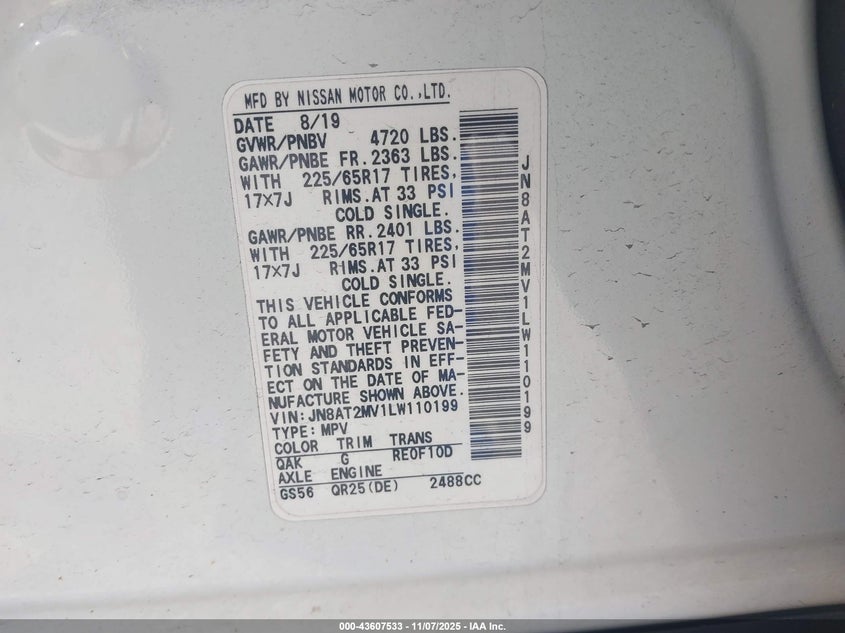 MFD BY NISSAN MOTOR CO.,LTD.
DATE 8/19
GVWR/PNBV 4720 LBS.
GAWR/PNBE FR. 2363 LBS.
WITH 225/65R17 TIRES,
17X7J RIMS.AT 33 PSI
COLD SINGLE.
GAWR/PNBE RR. 2401 LBS.
WITH 225/65R17 TIRES,
17X7J RIMS.AT 33 PSI
COLD SINGLE.
THIS VEHICLE CONFORMS
TO ALL APPLICABLE FED-
ERAL MOTOR VEHICLE SA-
FETY AND THEFT PREVEN-
TION STANDARDS IN EFF-
ECT ON THE DATE OF MA-
NUFACTURE SHOWN ABOVE.
VIN:JN8AT2MV1LW110199
TYPE: MPV
COLOR TRIM TRANS
QAK G RE0F10D
AXLE ENGINE
GS56 QR25(DE) 2488CC
JN8AT2MV1LW110199
000-43607533 - 11/07/2025 - IAA Inc.